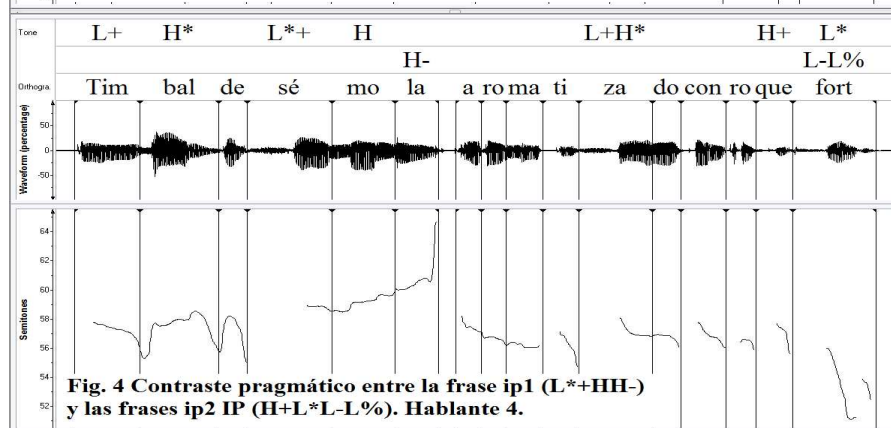 Tone L+ H* L*+ H L+H* H+ L*
H- L-L%
Orthogra. Tim bal de sé mo la a ro ma ti za do con ro que fort
Waveform (percentage)
50
0
-50
Semitones
64
62
60
58
56
54
52
Fig. 4 Contraste pragmático entre la frase ip1 (L*+HH-)
y las frases ip2 IP (H+L*L-L%). Hablante 4.